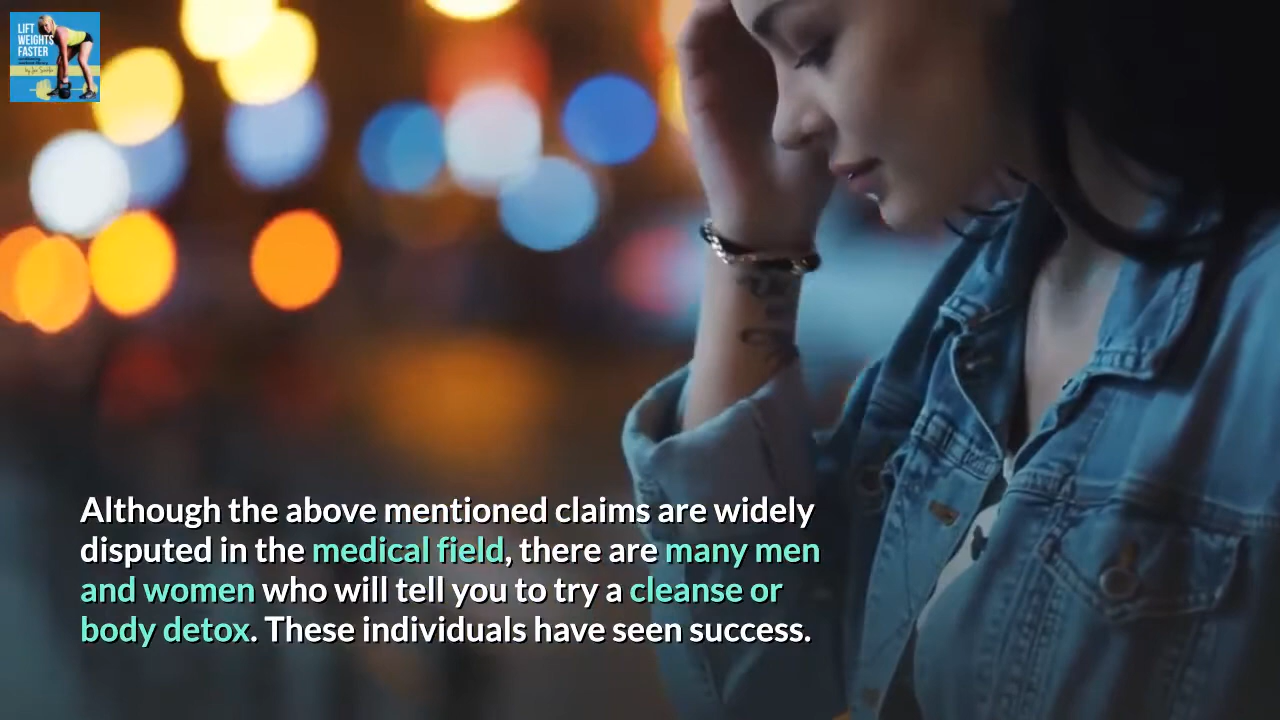 LIFT
WEIGHTS
FASTER
Although the above mentioned claims are widely
disputed in the medical field, there are many men
and women who will tell you to try a cleanse or
body detox. These individuals have seen success.